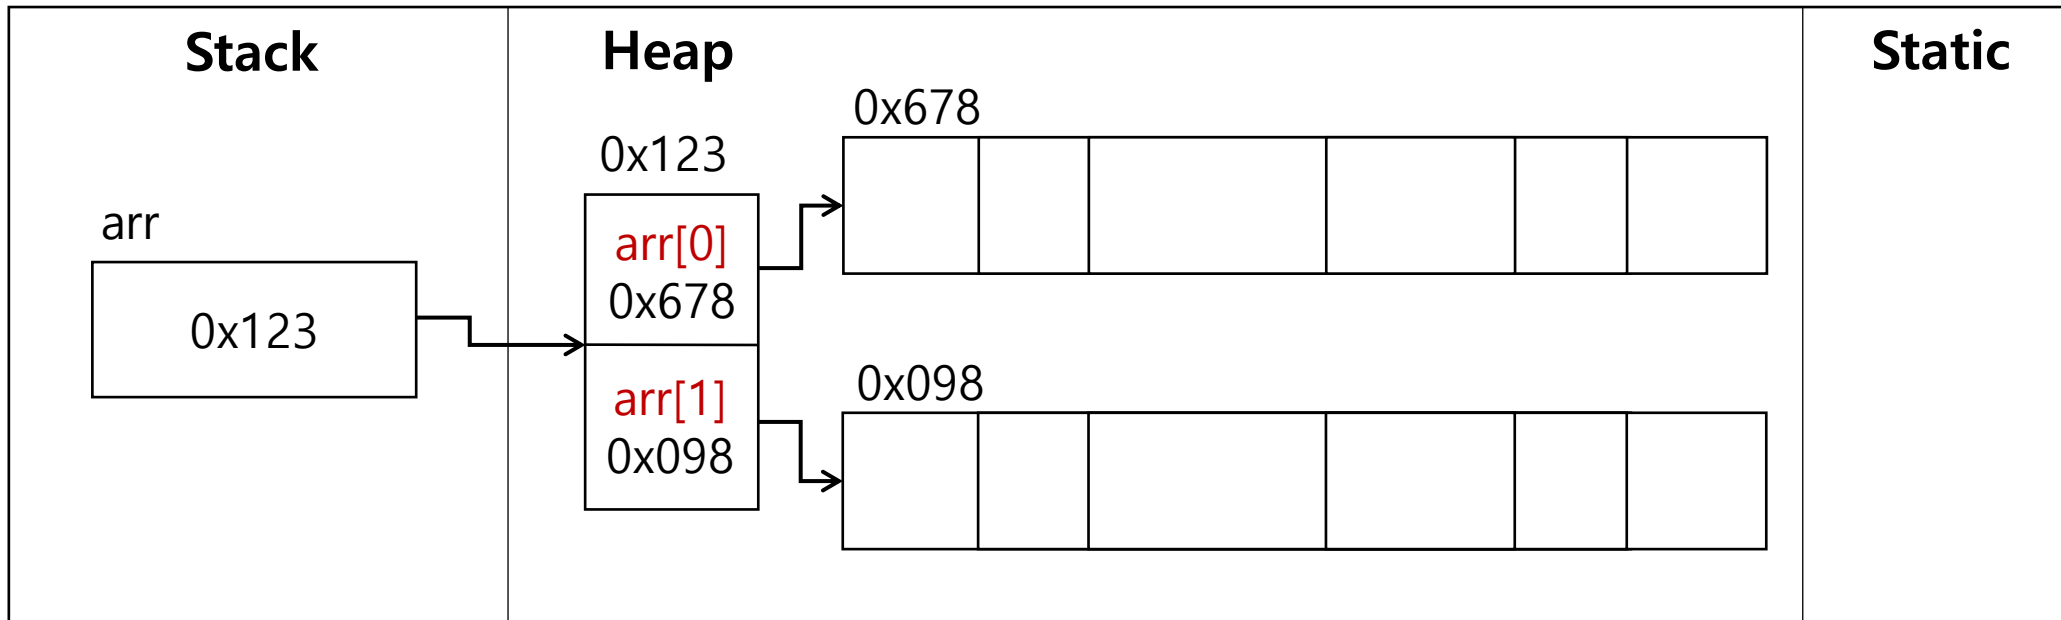 Stack
Heap
Static
0x678
0x123
arr
arr[0]
0x678
0x123
0x098
arr[1]
0x098